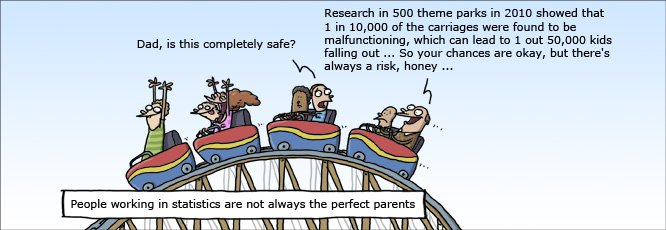 Dad, is this completely safe?
Research in 500 theme parks in 2010 showed that
1 in 10,000 of the carriages were found to be
malfunctioning, which can lead to 1 out 50,000 kids
falling out ... So your chances are okay, but there's
always a risk, honey ...
People working in statistics are not always the perfect parents